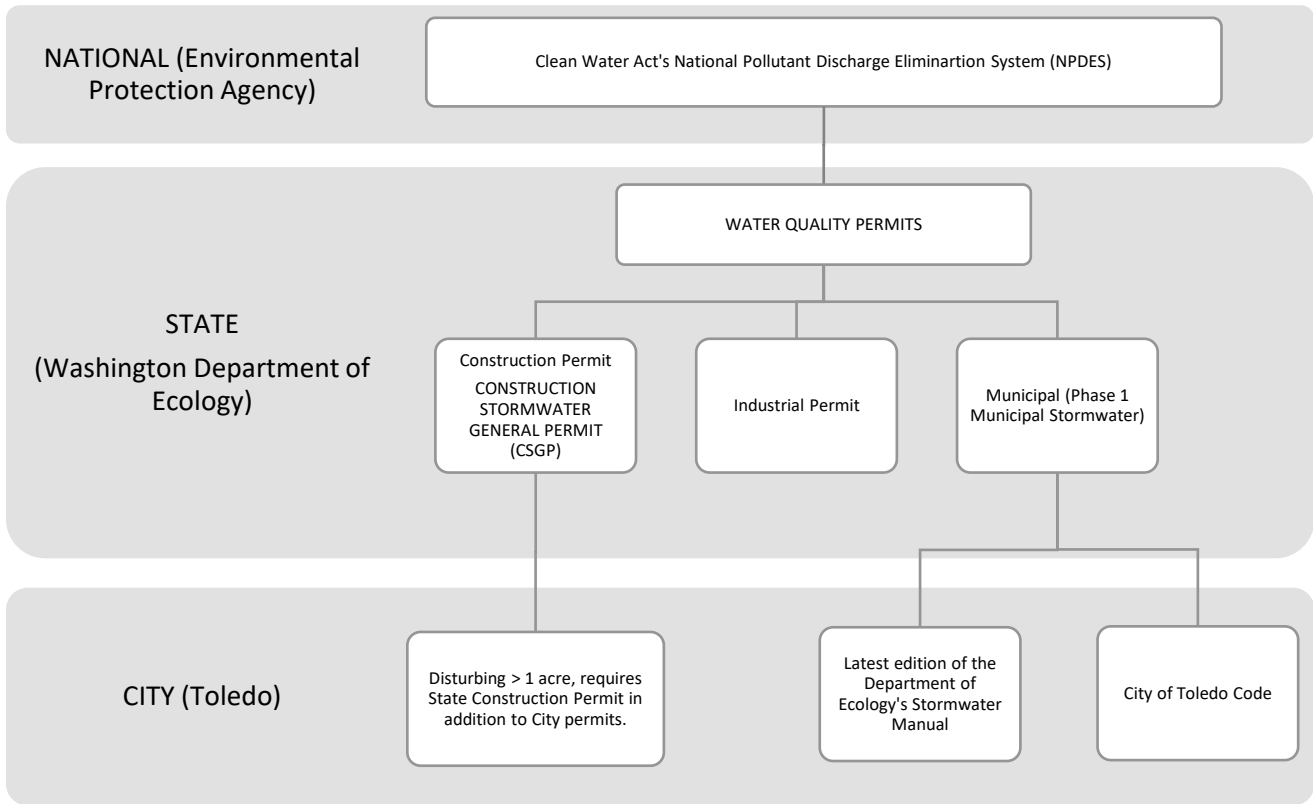 NATIONAL (Environmental
Protection Agency)
Clean Water Act's National Pollutant Discharge Eliminartion System (NPDES)
STATE
(Washington Department of
Ecology)
WATER QUALITY PERMITS
Construction Permit
CONSTRUCTION
STORMWATER
GENERAL PERMIT
(CSGP)
Industrial Permit
Municipal (Phase 1
Municipal Stormwater)
CITY (Toledo)
Disturbing > 1 acre, requires
State Construction Permit in
addition to City permits.
Latest edition of the
Department of
Ecology's Stormwater
Manual
City of Toledo Code